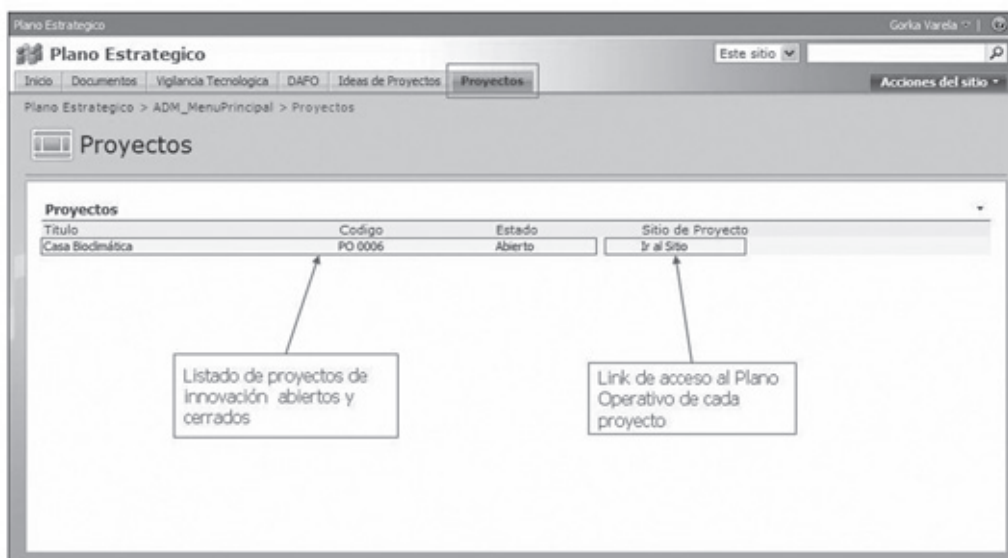 Plano Estrategico Gorka Varela
Plano Estrategico Este sitio
Inicio Documentos Vigilancia Tecnologica DAFO Ideas de Proyectos Proyectos Acciones del sitio
Plano Estrategico > ADM_MenuPrincipal > Proyectos
Proyectos
Proyectos
Titulo Codigo Estado Sitio de Proyecto
Casa Bioclimática PO 0006 Abierto Ir al Sitio
Listado de proyectos de
innovación abiertos y
cerrados
Link de acceso al Plano
Operativo de cada
proyecto